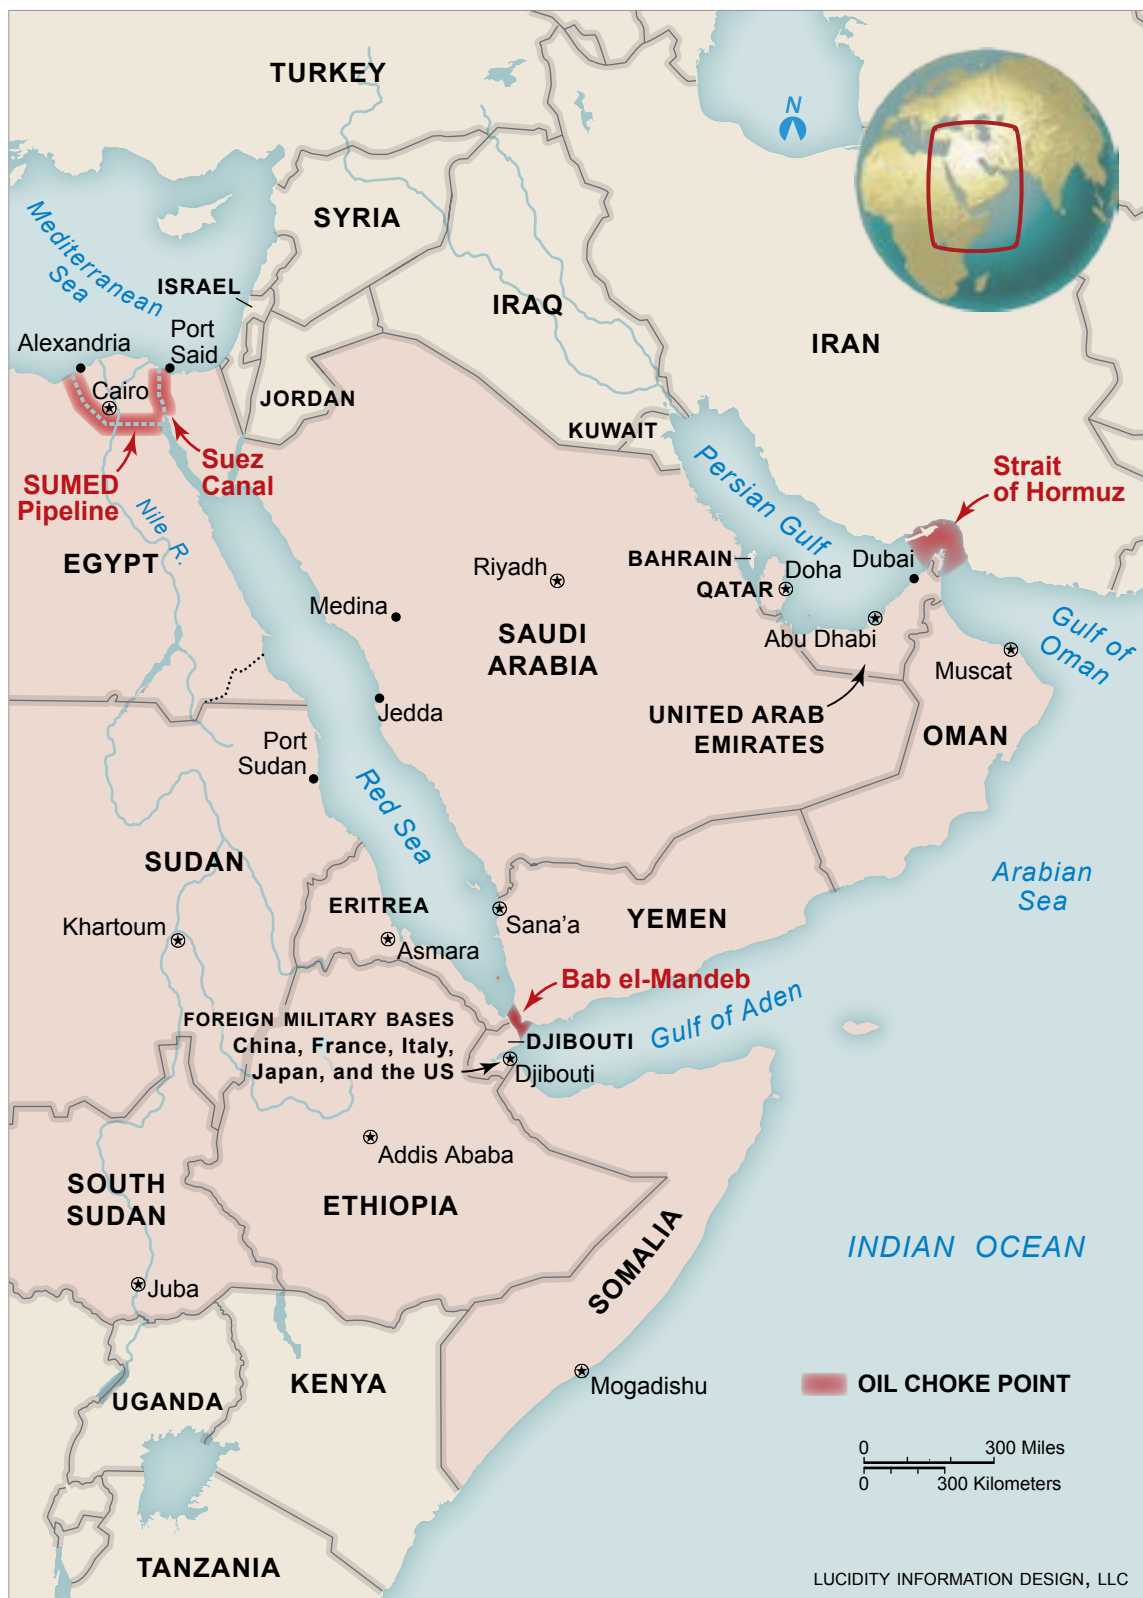 TURKEY
N
SYRIA
Mediterranean
Sea
ISRAEL
IRAQ
IRAN
Alexandria
Port
Said
Cairo
JORDAN
KUWAIT
Suez
Canal
SUMED
Pipeline
Nile R.
Persian Gulf
Strait
of Hormuz
EGYPT
BAHRAIN
Riyadh
Doha
Dubai
QATAR
Medina
SAUDI
ARABIA
Abu Dhabi
Gulf of
Oman
Muscat
Jedda
UNITED ARAB
EMIRATES
OMAN
Port
Sudan
Red Sea
SUDAN
Arabian
Sea
ERITREA
Khartoum
Sana’a
YEMEN
Asmara
Bab el-Mandeb
Gulf of Aden
FOREIGN MILITARY BASES
China, France, Italy,
Japan, and the US
DJIBOUTI
Djibouti
Addis Ababa
SOUTH
SUDAN
ETHIOPIA
SOMALIA
INDIAN OCEAN
Juba
KENYA
Mogadishu
UGANDA
OIL CHOKE POINT
0 300 Miles
0 300 Kilometers
TANZANIA
LUCIDITY INFORMATION DESIGN, LLC